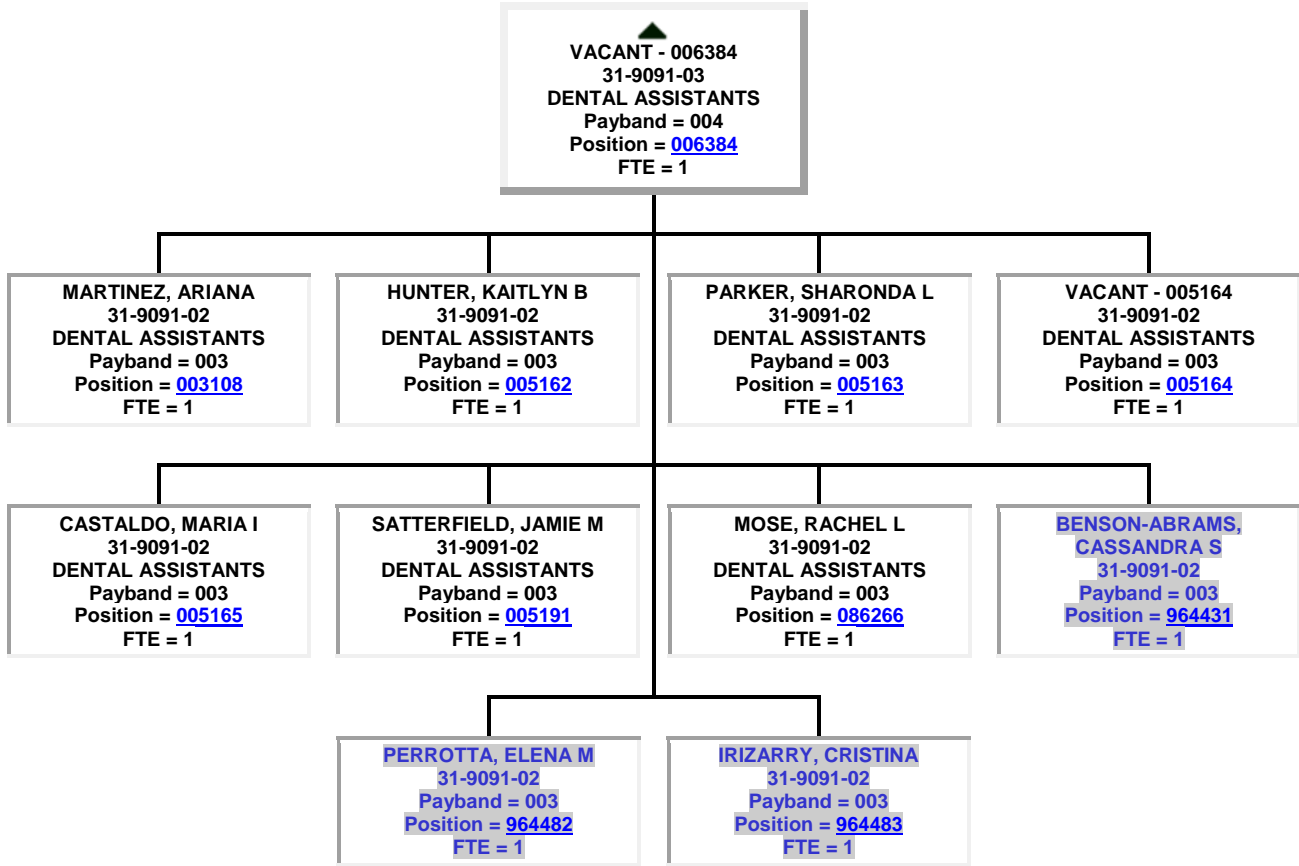 VACANT - 006384
31-9091-03
DENTAL ASSISTANTS
Payband = 004
Position = 006384
FTE = 1
MARTINEZ, ARIANA
31-9091-02
DENTAL ASSISTANTS
Payband = 003
Position = 003108
FTE = 1
HUNTER, KAITLYN B
31-9091-02
DENTAL ASSISTANTS
Payband = 003
Position = 005162
FTE = 1
PARKER, SHARONDA L
31-9091-02
DENTAL ASSISTANTS
Payband = 003
Position = 005163
FTE = 1
VACANT - 005164
31-9091-02
DENTAL ASSISTANTS
Payband = 003
Position = 005164
FTE = 1
CASTALDO, MARIA I
31-9091-02
DENTAL ASSISTANTS
Payband = 003
Position = 005165
FTE = 1
SATTERFIELD, JAMIE M
31-9091-02
DENTAL ASSISTANTS
Payband = 003
Position = 005191
FTE = 1
MOSE, RACHEL L
31-9091-02
DENTAL ASSISTANTS
Payband = 003
Position = 086266
FTE = 1
BENSON-ABRAMS,
CASSANDRA S
31-9091-02
Payband = 003
Position = 964431
FTE = 1
PERROTTA, ELENA M
31-9091-02
Payband = 003
Position = 964482
FTE = 1
IRIZARRY, CRISTINA
31-9091-02
Payband = 003
Position = 964483
FTE = 1